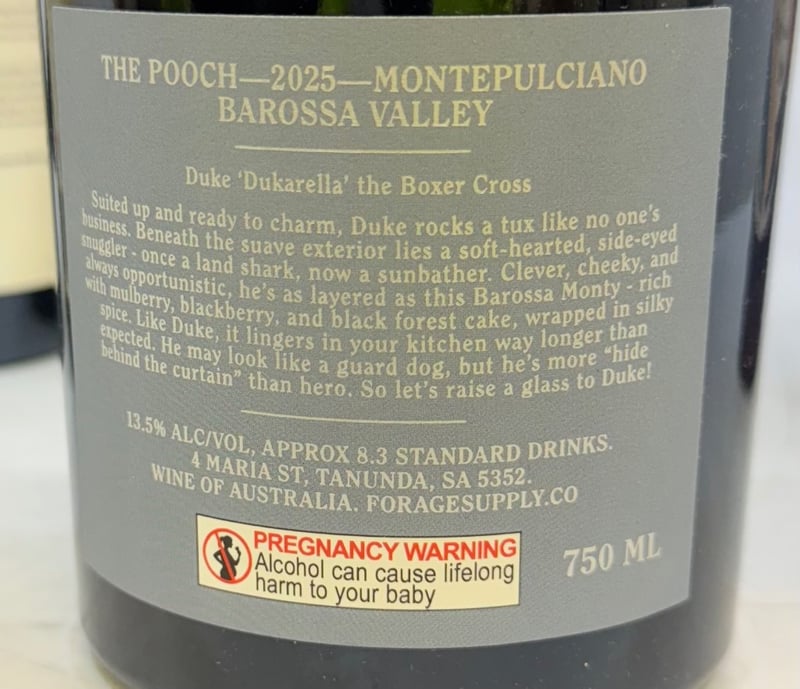 THE POOCH—2025—MONTEPULCIANO
BAROSSA VALLEY
Duke 'Dukarella' the Boxer Cross
Suited up and ready to charm, Duke rocks a tux like no one's
business. Beneath the suave exterior lies a soft-hearted, side-eyed
snuggler - once a land shark, now a sunbather. Clever, cheeky, and
always opportunistic, he's as layered as this Barossa Monty - rich
with mulberry, blackberry, and black forest cake, wrapped in silky
spice. Like Duke, it lingers in your kitchen way longer than
expected. He may look like a guard dog, but he's more "hide
behind the curtain" than hero. So let's raise a glass to Duke!
13.5% ALC/VOL, APPROX 8.3 STANDARD DRINKS.
4 MARIA ST, TANUNDA, SA 5352.
WINE OF AUSTRALIA. FORAGESUPPLY.CO
PREGNANCY WARNING
Alcohol can cause lifelong
harm to your baby
750 ML